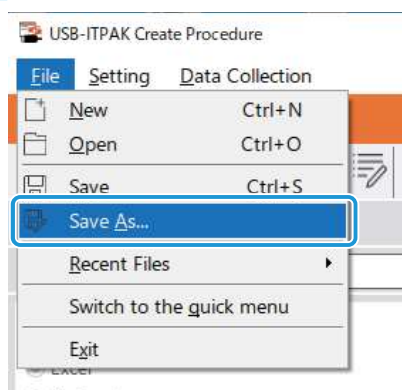 USB-ITPAK Create Procedure
File Setting Data Collection
New Ctrl+N
Open Ctrl+O
Save Ctrl+S
Save As...
Recent Files
Switch to the quick menu
Exit
Excel